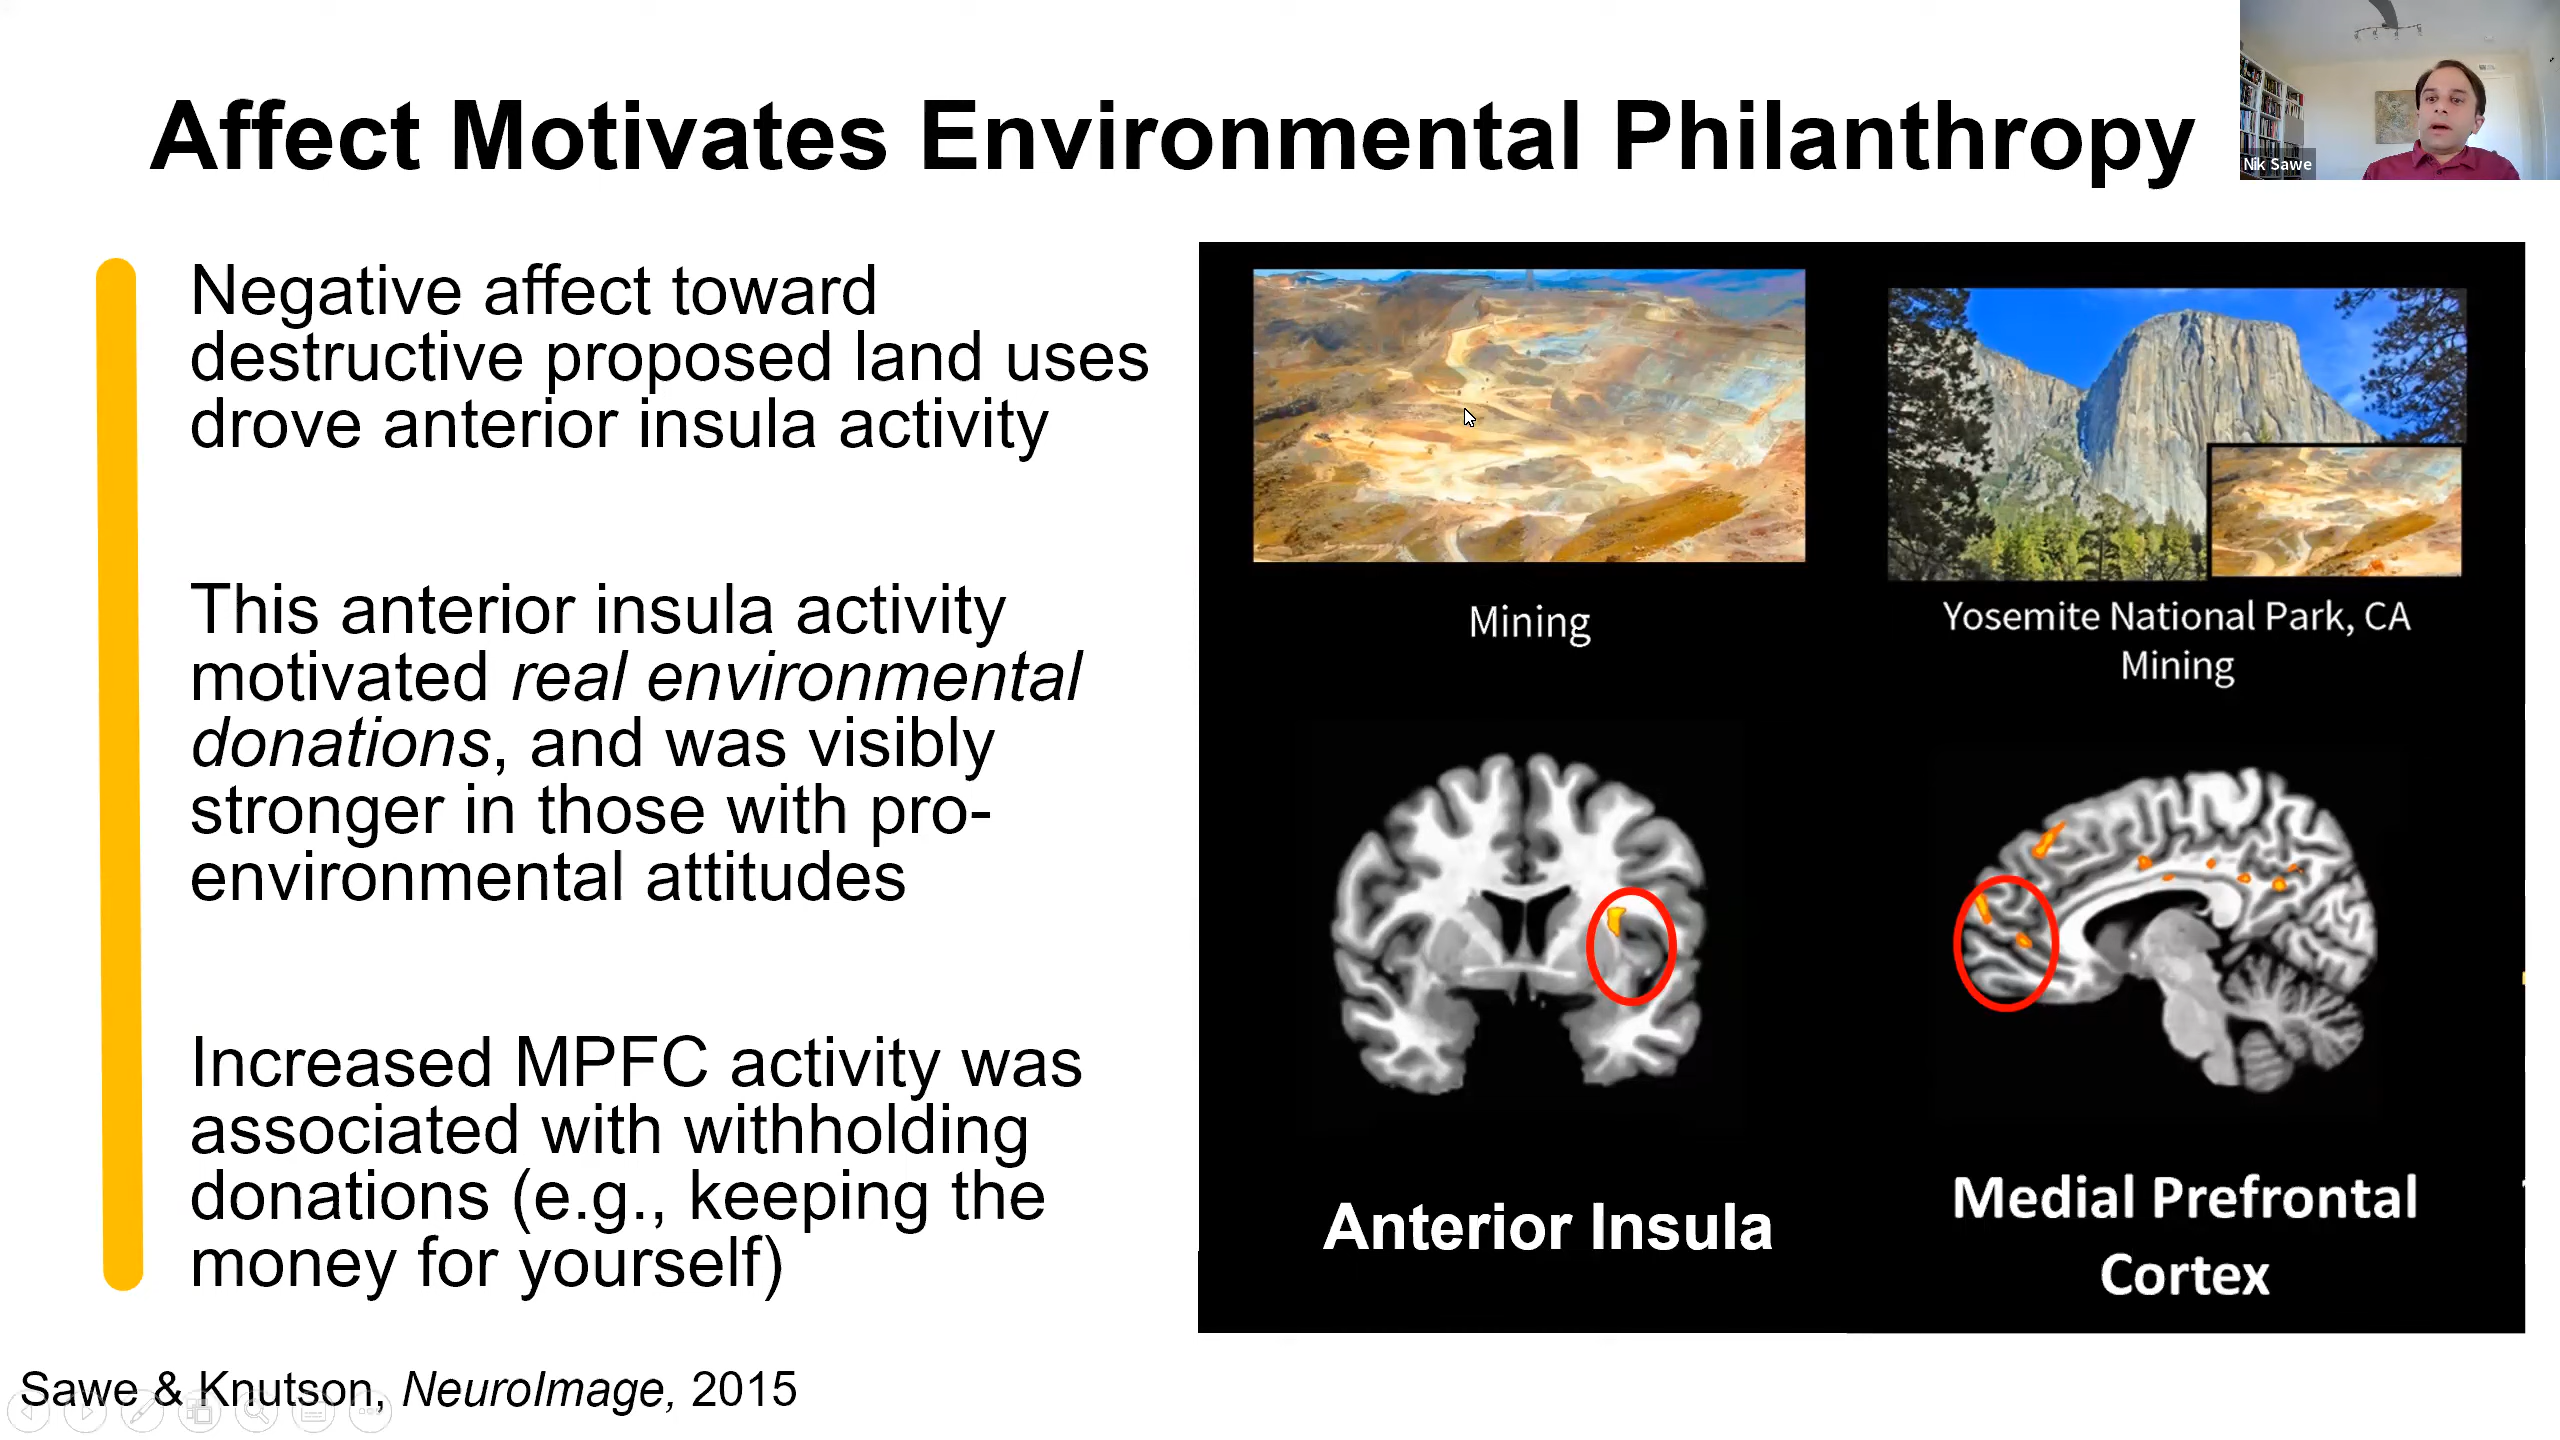 Affect Motivates Environmental Philanthropy
Nik Sawe
Negative affect toward
destructive proposed land uses
drove anterior insula activity
This anterior insula activity
motivated real environmental
donations, and was visibly
stronger in those with pro-
environmental attitudes
Increased MPFC activity was
associated with withholding
donations (e.g., keeping the
money for yourself)
Mining
Yosemite National Park, CA
Mining
Anterior Insula
Medial Prefrontal
Cortex
Sawe & Knutson, NeuroImage, 2015